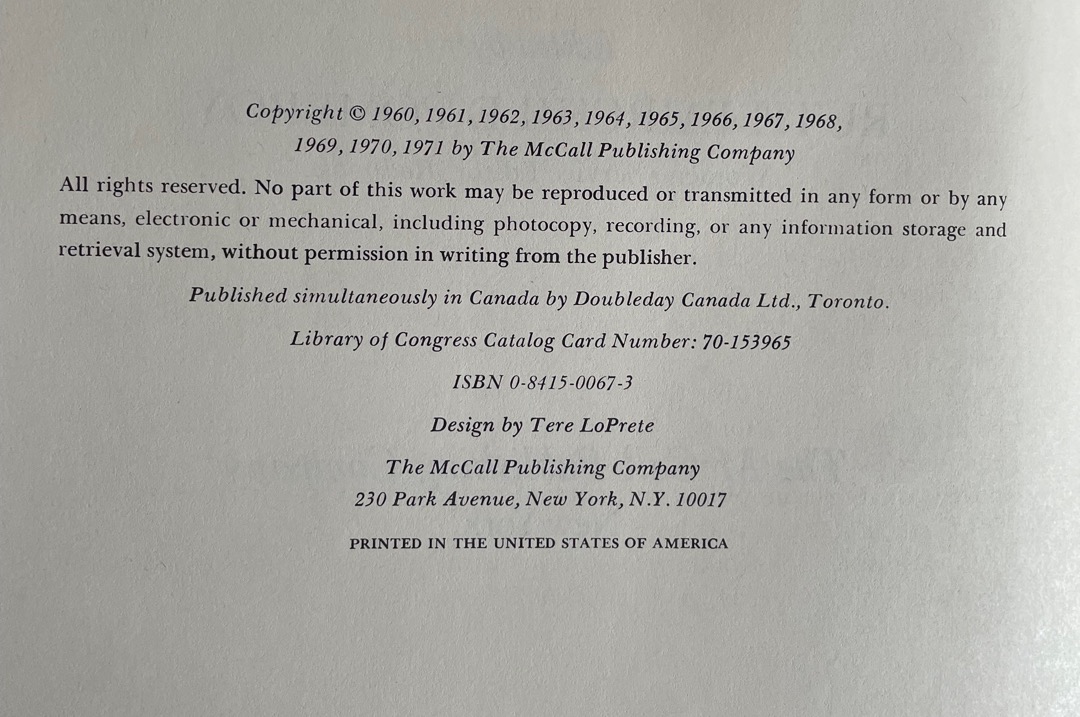 Copyright © 1960, 1961, 1962, 1963, 1964, 1965, 1966, 1967, 1968,
1969, 1970, 1971 by The McCall Publishing Company
All rights reserved. No part of this work may be reproduced or transmitted in any form or by any
means, electronic or mechanical, including photocopy, recording, or any information storage and
retrieval system, without permission in writing from the publisher.
Published simultaneously in Canada by Doubleday Canada Ltd., Toronto.
Library of Congress Catalog Card Number: 70-153965
ISBN 0-8415-0067-3
Design by Tere LoPrete
The McCall Publishing Company
230 Park Avenue, New York, N.Y. 10017
PRINTED IN THE UNITED STATES OF AMERICA